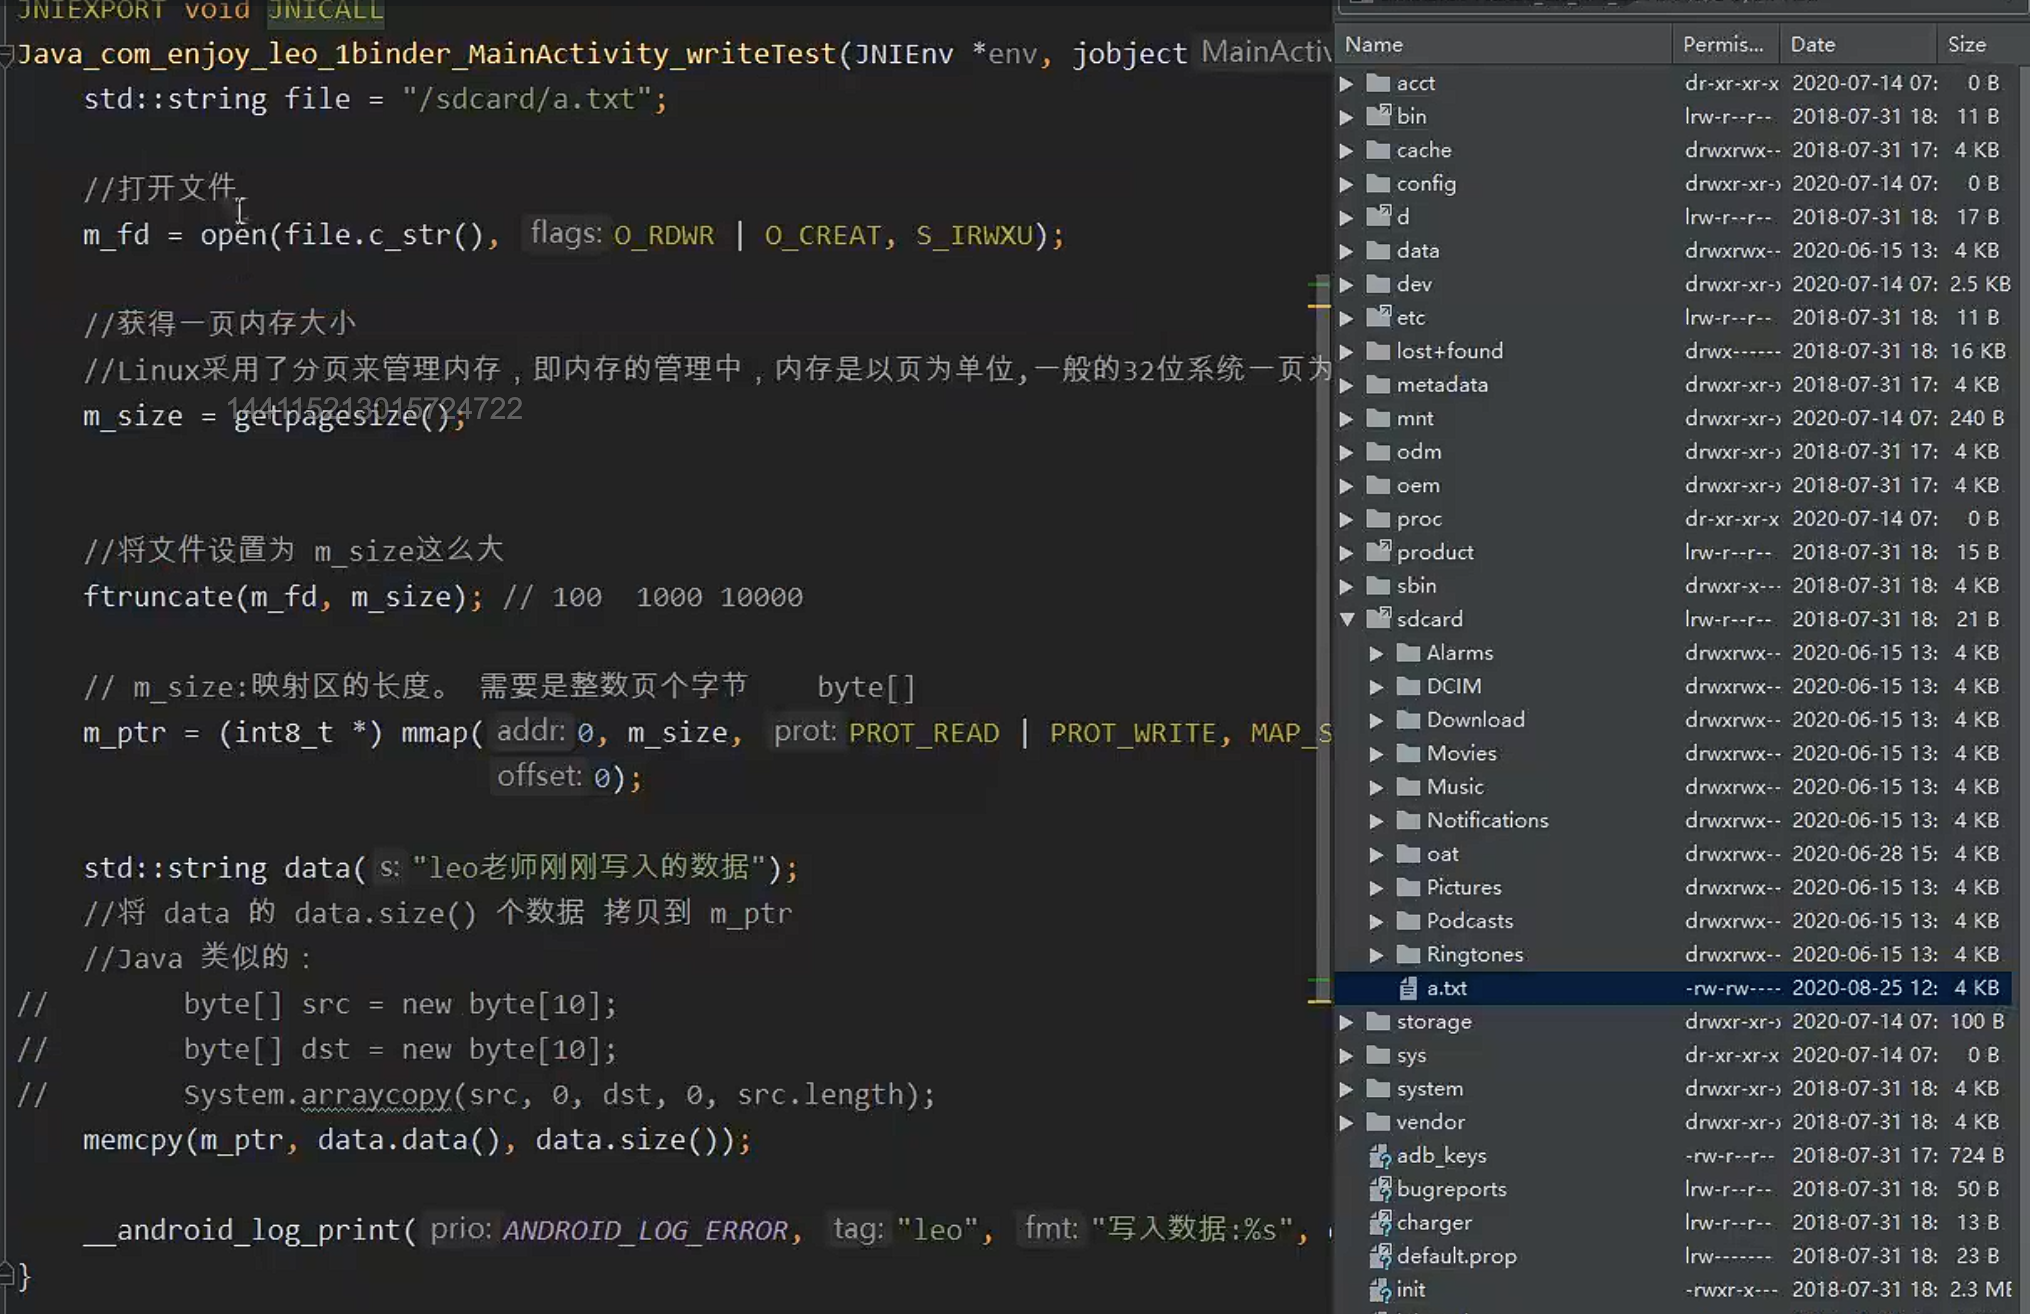 JNIEXPORT void JNICALL
Java_com_enjoy_leo_1binder_MainActivity_writeTest(JNIEnv *env, jobject MainActiv
std::string file = "/sdcard/a.txt";
//打开文件
m_fd = open(file.c_str(), flags: O_RDWR | O_CREAT, S_IRWXU);
//获得一页内存大小
//Linux采用了分页来管理内存，即内存的管理中，内存是以页为单位,一般的32位系统一页为
144115213015724722
m_size = getpagesize();
//将文件设置为 m_size这么大
ftruncate(m_fd, m_size); // 100  1000 10000
// m_size:映射区的长度。 需要是整数页个字节    byte[]
m_ptr = (int8_t *) mmap( addr: 0, m_size, prot: PROT_READ | PROT_WRITE, MAP_S
offset: 0);
std::string data( s: "leo老师刚刚写入的数据");
//将 data 的 data.size() 个数据 拷贝到 m_ptr
//Java 类似的：
//        byte[] src = new byte[10];
//        byte[] dst = new byte[10];
//        System.arraycopy(src, 0, dst, 0, src.length);
memcpy(m_ptr, data.data(), data.size());
__android_log_print( prio: ANDROID_LOG_ERROR, tag: "leo", fmt: "写入数据:%s",
}
Name Permis... Date Size
acct dr-xr-xr-x 2020-07-14 07: 0 B
bin lrw-r--r-- 2018-07-31 18: 11 B
cache drwxrwx-- 2018-07-31 17: 4 KB
config drwxr-xr-x 2020-07-14 07: 0 B
d lrw-r--r-- 2018-07-31 18: 17 B
data drwxrwx-- 2020-06-15 13: 4 KB
dev drwxr-xr-x 2020-07-14 07: 2.5 KB
etc lrw-r--r-- 2018-07-31 18: 11 B
lost+found drwx------ 2018-07-31 18: 16 KB
metadata drwxr-xr-x 2018-07-31 17: 4 KB
mnt drwxr-xr-x 2020-07-14 07: 240 B
odm drwxr-xr-x 2018-07-31 17: 4 KB
oem drwxr-xr-x 2018-07-31 17: 4 KB
proc dr-xr-xr-x 2020-07-14 07: 0 B
product lrw-r--r-- 2018-07-31 18: 15 B
sbin drwxr-x--- 2018-07-31 18: 4 KB
sdcard lrw-r--r-- 2018-07-31 18: 21 B
Alarms drwxrwx-- 2020-06-15 13: 4 KB
DCIM drwxrwx-- 2020-06-15 13: 4 KB
Download drwxrwx-- 2020-06-15 13: 4 KB
Movies drwxrwx-- 2020-06-15 13: 4 KB
Music drwxrwx-- 2020-06-15 13: 4 KB
Notifications drwxrwx-- 2020-06-15 13: 4 KB
oat drwxrwx-- 2020-06-28 15: 4 KB
Pictures drwxrwx-- 2020-06-15 13: 4 KB
Podcasts drwxrwx-- 2020-06-15 13: 4 KB
Ringtones drwxrwx-- 2020-06-15 13: 4 KB
a.txt -rw-rw---- 2020-08-25 12: 4 KB
storage drwxr-xr-x 2020-07-14 07: 100 B
sys dr-xr-xr-x 2020-07-14 07: 0 B
system drwxr-xr-x 2018-07-31 18: 4 KB
vendor drwxr-xr-x 2018-07-31 18: 4 KB
adb_keys -rw-r--r-- 2018-07-31 17: 724 B
bugreports lrw-r--r-- 2018-07-31 18: 50 B
charger lrw-r--r-- 2018-07-31 18: 13 B
default.prop lrw------- 2018-07-31 18: 23 B
init -rwxr-x--- 2018-07-31 18: 2.3 ME